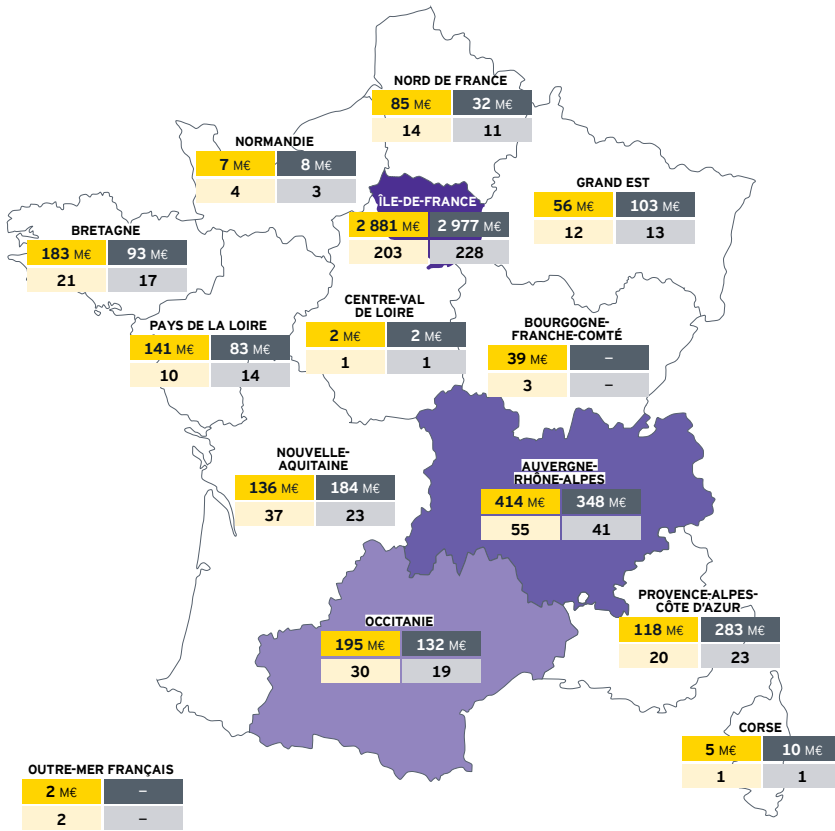 NORD DE FRANCE
85 M€ 32 M€
14 11
NORMANDIE
7 M€ 8 M€
4 3
ÎLE-DE-FRANCE
2 881 M€ 2 977 M€
203 228
GRAND EST
56 M€ 103 M€
12 13
BRETAGNE
183 M€ 93 M€
21 17
PAYS DE LA LOIRE
141 M€ 83 M€
10 14
CENTRE-VAL
DE LOIRE
2 M€ 2 M€
1 1
BOURGOGNE-
FRANCHE-COMTÉ
39 M€ –
3 –
NOUVELLE-
AQUITAINE
136 M€ 184 M€
37 23
AUVERGNE-
RHÔNE-ALPES
414 M€ 348 M€
55 41
OCCITANIE
195 M€ 132 M€
30 19
PROVENCE-ALPES-
CÔTE D'AZUR
118 M€ 283 M€
20 23
CORSE
5 M€ 10 M€
1 1
OUTRE-MER FRANÇAIS
2 M€ –
2 –